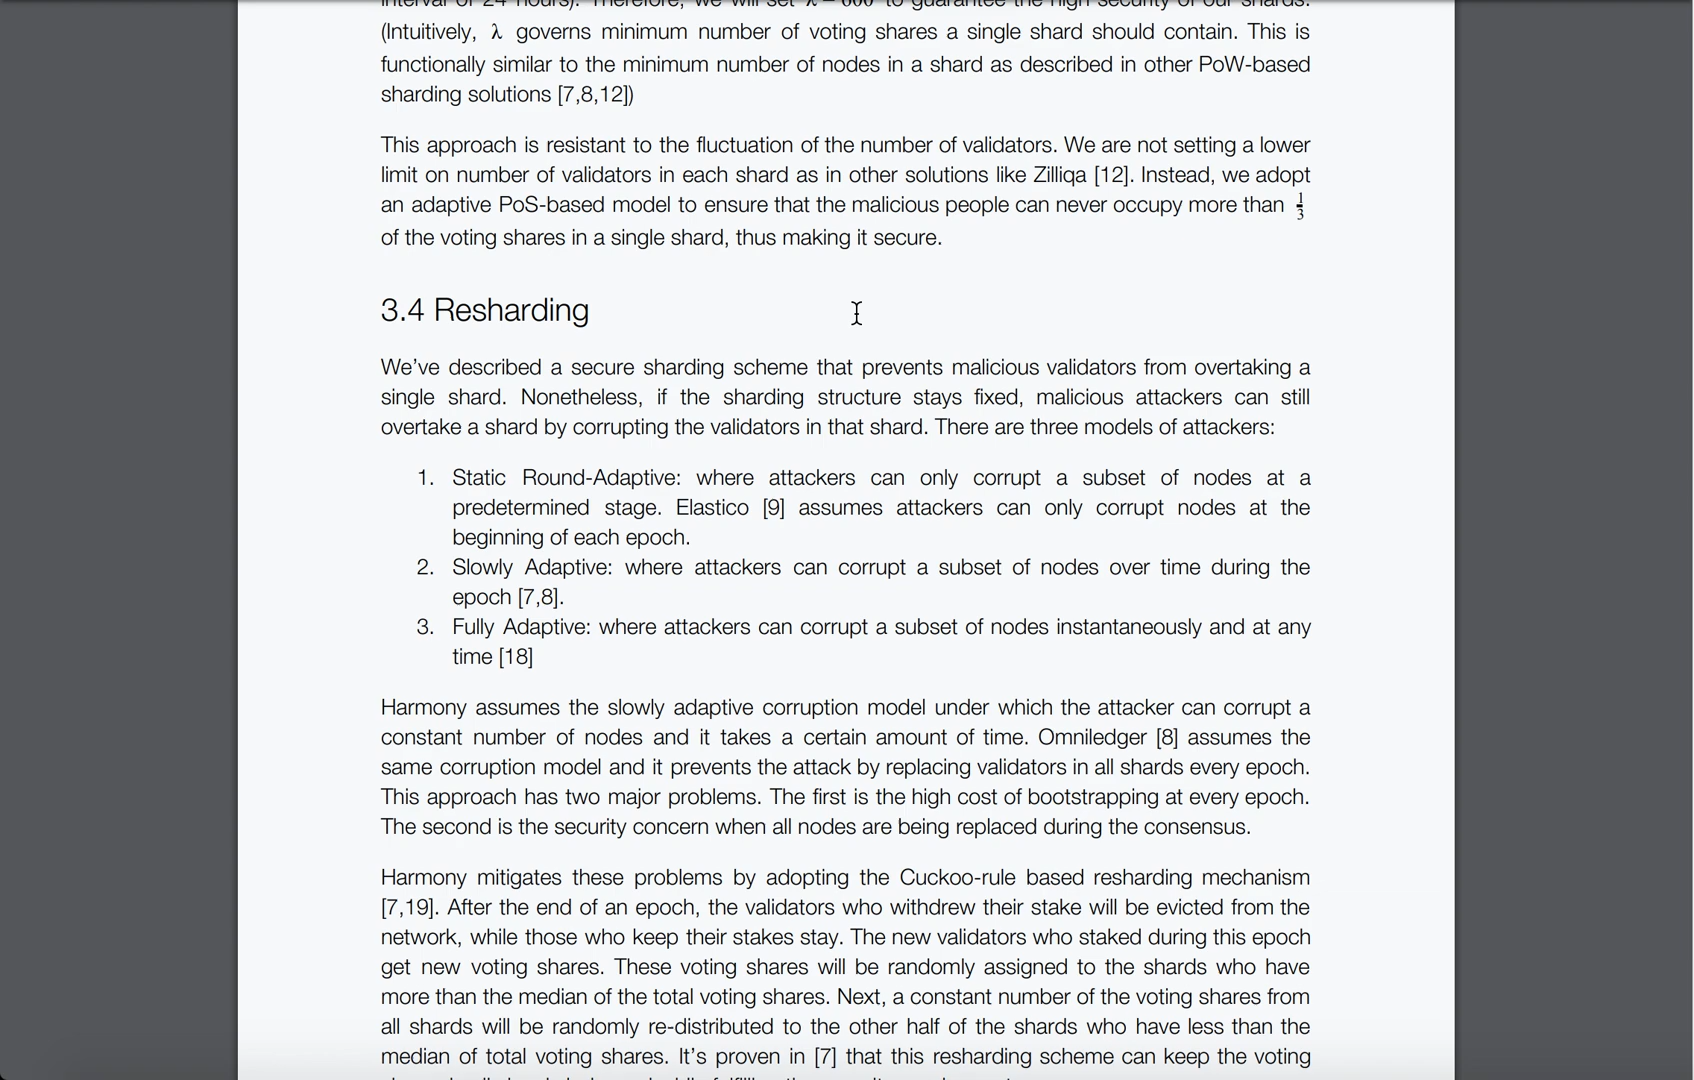 interval of 24 hours). Therefore, we will set λ = 600 to guarantee the high security of our shards.
(Intuitively, λ governs minimum number of voting shares a single shard should contain. This is
functionally similar to the minimum number of nodes in a shard as described in other PoW-based
sharding solutions [7,8,12])
This approach is resistant to the fluctuation of the number of validators. We are not setting a lower
limit on number of validators in each shard as in other solutions like Zilliqa [12]. Instead, we adopt
an adaptive PoS-based model to ensure that the malicious people can never occupy more than 1/3
of the voting shares in a single shard, thus making it secure.
3.4 Resharding
We've described a secure sharding scheme that prevents malicious validators from overtaking a
single shard. Nonetheless, if the sharding structure stays fixed, malicious attackers can still
overtake a shard by corrupting the validators in that shard. There are three models of attackers:
1. Static Round-Adaptive: where attackers can only corrupt a subset of nodes at a
predetermined stage. Elastico [9] assumes attackers can only corrupt nodes at the
beginning of each epoch.
2. Slowly Adaptive: where attackers can corrupt a subset of nodes over time during the
epoch [7,8].
3. Fully Adaptive: where attackers can corrupt a subset of nodes instantaneously and at any
time [18]
Harmony assumes the slowly adaptive corruption model under which the attacker can corrupt a
constant number of nodes and it takes a certain amount of time. Omniledger [8] assumes the
same corruption model and it prevents the attack by replacing validators in all shards every epoch.
This approach has two major problems. The first is the high cost of bootstrapping at every epoch.
The second is the security concern when all nodes are being replaced during the consensus.
Harmony mitigates these problems by adopting the Cuckoo-rule based resharding mechanism
[7,19]. After the end of an epoch, the validators who withdrew their stake will be evicted from the
network, while those who keep their stakes stay. The new validators who staked during this epoch
get new voting shares. These voting shares will be randomly assigned to the shards who have
more than the median of the total voting shares. Next, a constant number of the voting shares from
all shards will be randomly re-distributed to the other half of the shards who have less than the
median of total voting shares. It's proven in [7] that this resharding scheme can keep the voting